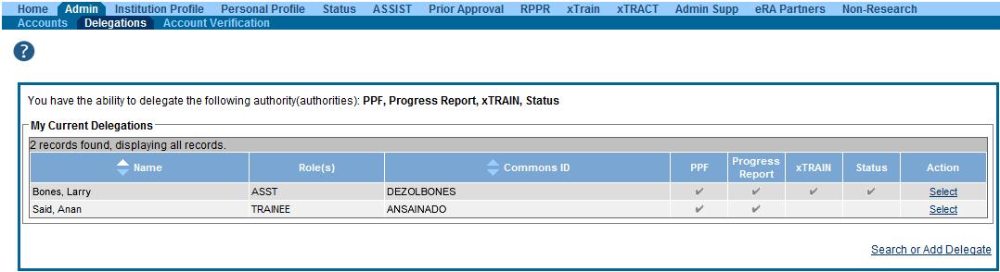 Home Admin Institution Profile Personal Profile Status ASSIST Prior Approval RPPR xTrain xTRACT Admin Supp eRA Partners Non-Research
Accounts Delegations Account Verification
?
You have the ability to delegate the following authority(authorities): PPF, Progress Report, xTRAIN, Status
My Current Delegations
2 records found, displaying all records.
Name Role(s) Commons ID PPF Progress Report xTRAIN Status Action
Bones, Larry ASST DEZOLBONES ✔ ✔ ✔ ✔ Select
Said, Anan TRAINEE ANSAINADO ✔ ✔ Select
Search or Add Delegate